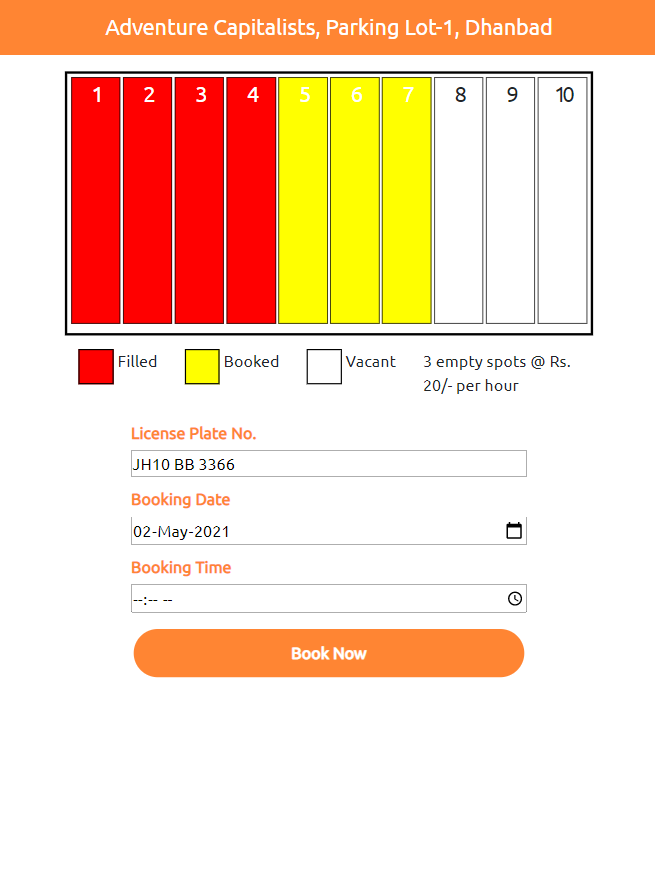 Adventure Capitalists, Parking Lot-1, Dhanbad
1 2 3 4 5 6 7 8 9 10
Filled Booked Vacant 3 empty spots @ Rs.
20/- per hour
License Plate No.
JH10 BB 3366
Booking Date
02-May-2021
Booking Time
--:-- --
Book Now